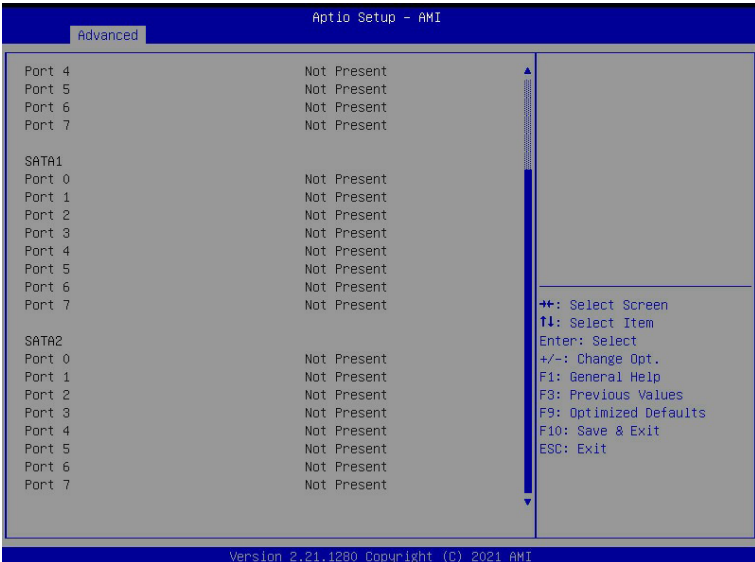 Aptio Setup - AMI
Advanced
Port 4 Not Present
Port 5 Not Present
Port 6 Not Present
Port 7 Not Present
SATA1
Port 0 Not Present
Port 1 Not Present
Port 2 Not Present
Port 3 Not Present
Port 4 Not Present
Port 5 Not Present
Port 6 Not Present
Port 7 Not Present
SATA2
Port 0 Not Present
Port 1 Not Present
Port 2 Not Present
Port 3 Not Present
Port 4 Not Present
Port 5 Not Present
Port 6 Not Present
Port 7 Not Present
→←: Select Screen
↑↓: Select Item
Enter: Select
+/-: Change Opt.
F1: General Help
F3: Previous Values
F9: Optimized Defaults
F10: Save & Exit
ESC: Exit
Version 2.21.1280 Copyright (C) 2021 AMI